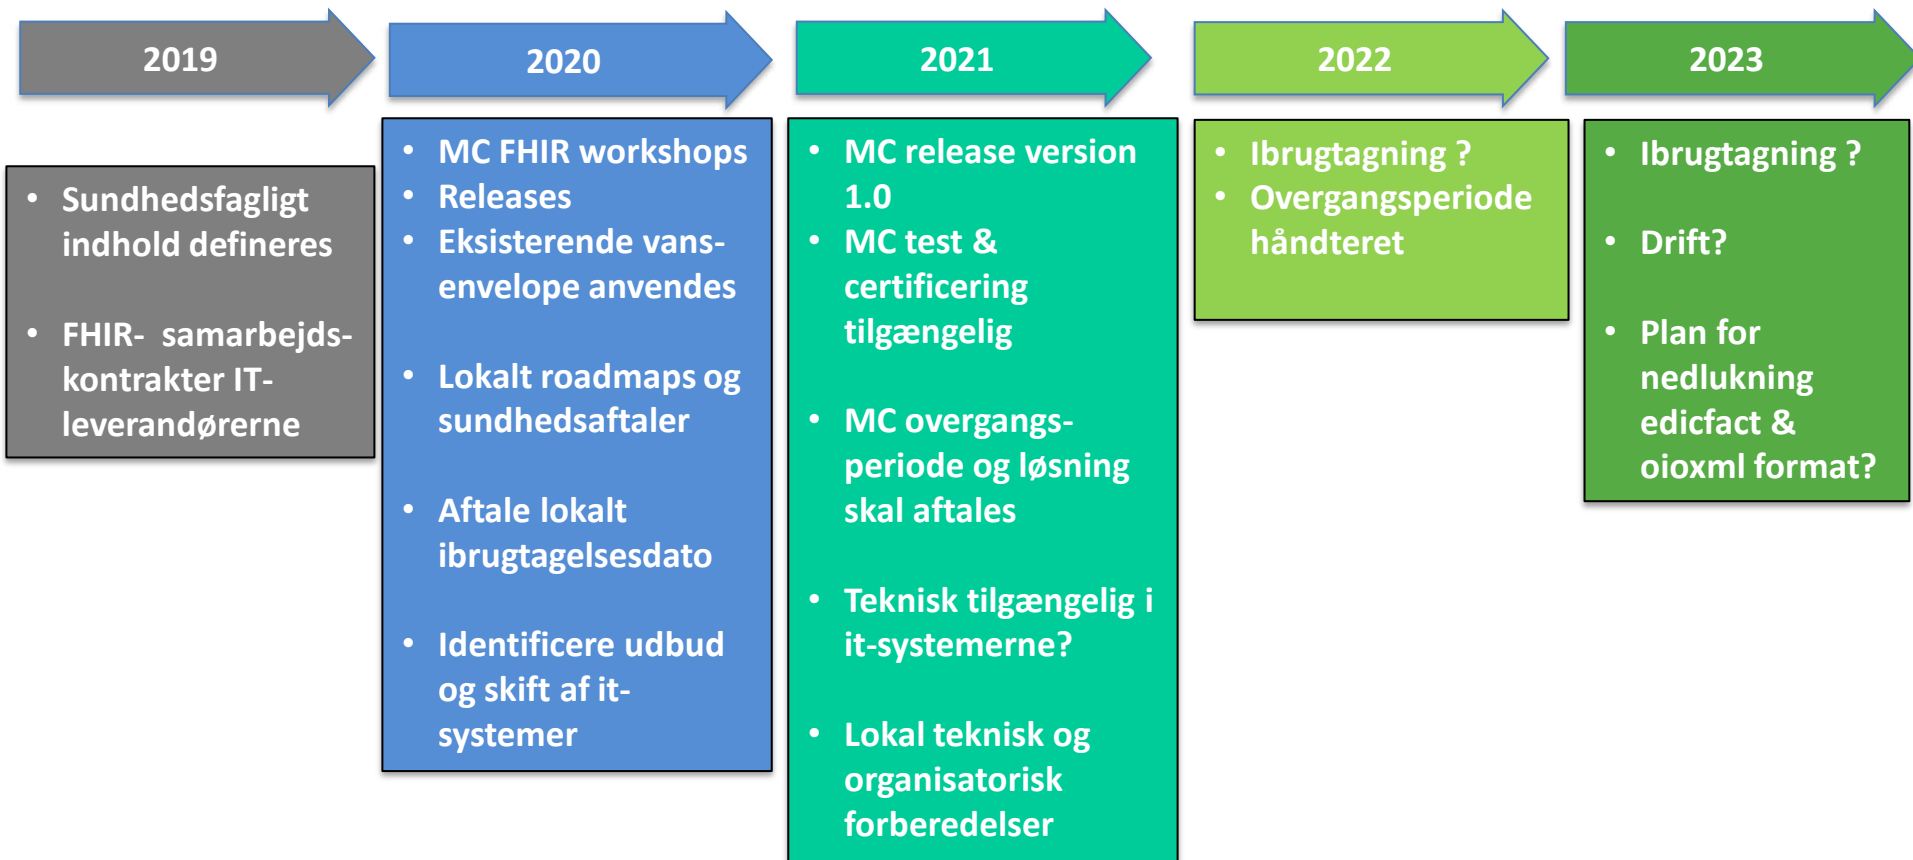 2019
2020
2021
2022
2023
• Sundhedsfagligt
indhold defineres
• FHIR- samarbejds-
kontrakter IT-
leverandørerne
• MC FHIR workshops
• Releases
• Eksisterende vans-
envelope anvendes
• Lokalt roadmaps og
sundhedsaftaler
• Aftale lokalt
ibrugtagelsesdato
• Identificere udbud
og skift af it-
systemer
• MC release version
1.0
• MC test &
certificering
tilgængelig
• MC overgangs-
periode og løsning
skal aftales
• Teknisk tilgængelig i
it-systemerne?
• Lokal teknisk og
organisatorisk
forberedelser
• Ibrugtagning ?
• Overgangsperiode
håndteret
• Ibrugtagning ?
• Drift?
• Plan for
nedlukning
edicfact &
oioxml format?